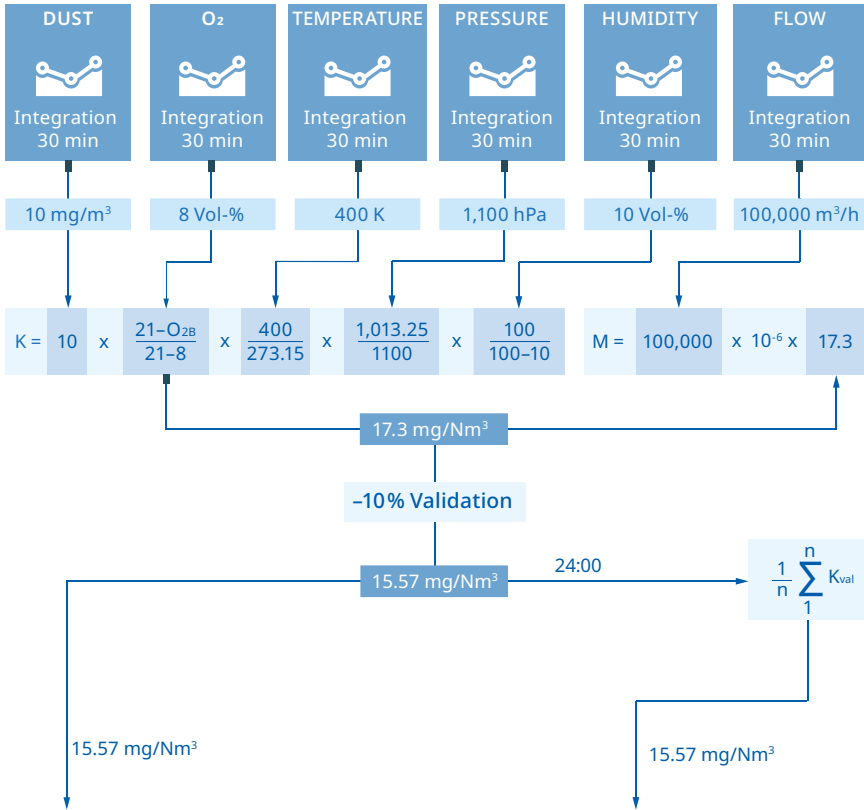 DUST
Integration
30 min
O₂
Integration
30 min
TEMPERATURE
Integration
30 min
PRESSURE
Integration
30 min
HUMIDITY
Integration
30 min
FLOW
Integration
30 min
10 mg/m³
8 Vol-%
400 K
1,100 hPa
10 Vol-%
100,000 m³/h
K = 10 x
21–O2B
21–8
x
400
273.15
x
1,013.25
1100
x
100
100–10
M = 100,000 x 10⁻⁶ x 17.3
17.3 mg/Nm³
–10% Validation
15.57 mg/Nm³
24:00
1
n
n
∑
1
Kval
15.57 mg/Nm³
15.57 mg/Nm³